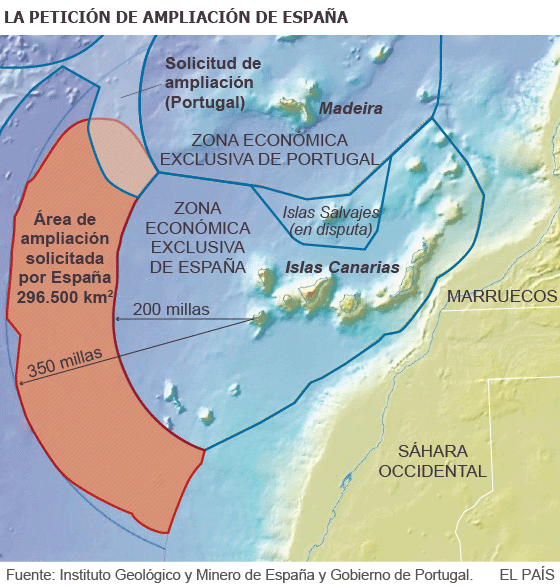 LA PETICIÓN DE AMPLIACIÓN DE ESPAÑA
Solicitud de
ampliación
(Portugal)
Madeira
ZONA ECONÓMICA
EXCLUSIVA DE PORTUGAL
ZONA
ECONÓMICA
EXCLUSIVA
DE ESPAÑA
Islas Salvajes
(en disputa)
Área de
ampliación
solicitada
por España
296.500 km²
Islas Canarias
MARRUECOS
200 millas
350 millas
SÁHARA
OCCIDENTAL
Fuente: Instituto Geológico y Minero de España y Gobierno de Portugal.
EL PAÍS